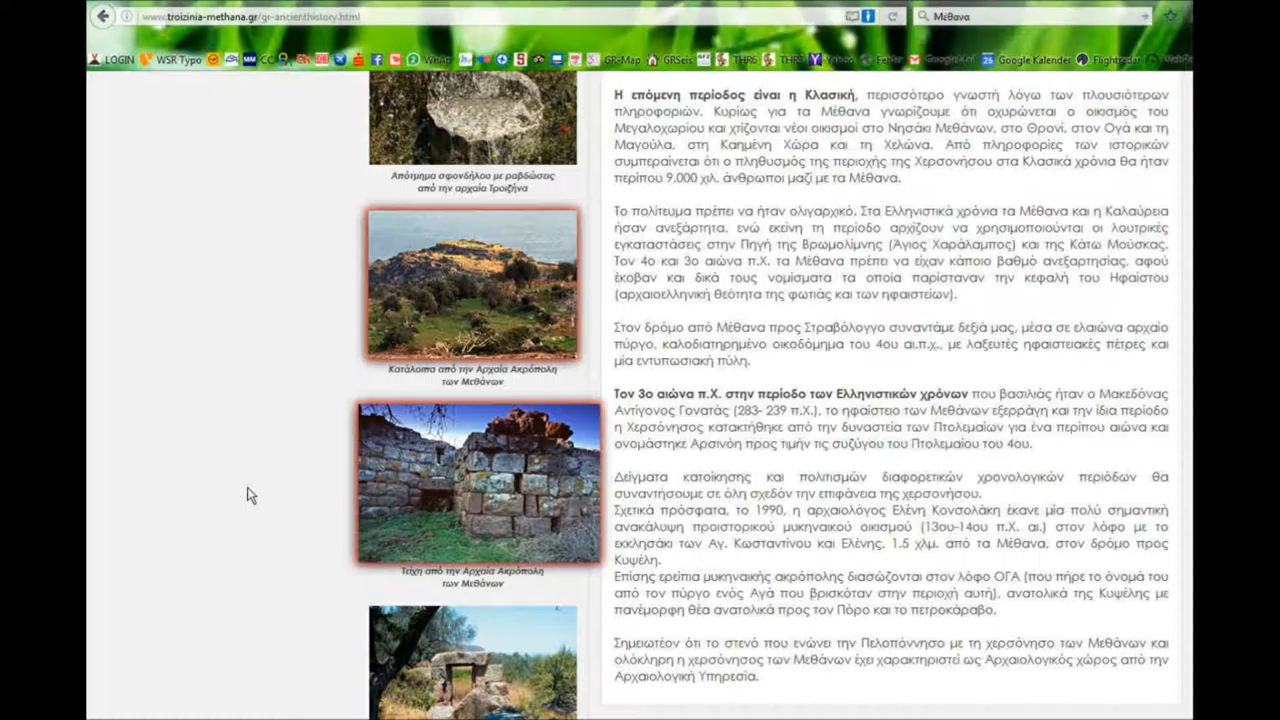 www.troizinia-methana.gr/gr-ancienthistory.html
Μέθανα
LOGIN WSR Typo CC EN GR-Map GRSeis THR6 Yahoo Google Kalender Flightradar
Η επόμενη περίοδος είναι η Κλασική, περισσότερο γνωστή λόγω των πλουσιότερων
πληροφοριών. Κυρίως για τα Μέθανα γνωρίζουμε ότι οχυρώνεται ο οικισμός του
Μεγαλοχωρίου και χτίζονται νέοι οικισμοί στο Νησάκι Μεθάνων, στο Θρονί, στον Ογά και τη
Μαγούλα, στη Καημένη Χώρα και τη Χελώνα. Από πληροφορίες των ιστορικών
συμπεραίνεται ότι ο πληθυσμός της περιοχής της Χερσονήσου στα Κλασικά χρόνια θα ήταν
περίπου 9.000 χιλ. άνθρωποι μαζί με τα Μέθανα.
Απότμημα σφονδήλου με ραβδώσεις
από την αρχαία Τροιζήνα
Το πολίτευμα πρέπει να ήταν ολιγαρχικό. Στα Ελληνιστικά χρόνια τα Μέθανα και η Καλαύρεια
ήσαν ανεξάρτητα, ενώ εκείνη τη περίοδο αρχίζουν να χρησιμοποιούνται οι λουτρικές
εγκαταστάσεις στην Πηγή της Βρωμολίμνης (Άγιος Χαράλαμπος) και της Κάτω Μούσκας.
Τον 4ο και 3ο αιώνα π.Χ. τα Μέθανα πρέπει να είχαν κάποιο βαθμό ανεξαρτησίας, αφού
έκοβαν και δικά τους νομίσματα τα οποία παρίσταναν την κεφαλή του Ηφαίστου
(αρχαιοελληνική θεότητα της φωτιάς και των ηφαιστείων).
Στον δρόμο από Μέθανα προς Στραβόλογγο συναντάμε δεξιά μας, μέσα σε ελαιώνα αρχαίο
πύργο, καλοδιατηρημένο οικοδόμημα του 4ου αι.π.χ., με λαξευτές ηφαιστειακές πέτρες και
μία εντυπωσιακή πύλη.
Κατάλοιπα από την Αρχαία Ακρόπολη
των Μεθάνων
Τον 3ο αιώνα π.Χ. στην περίοδο των Ελληνιστικών χρόνων που βασιλιάς ήταν ο Μακεδόνας
Αντίγονος Γονατάς (283- 239 π.Χ.), το ηφαίστειο των Μεθάνων εξερράγη και την ίδια περίοδο
η Χερσόνησος κατακτήθηκε από την δυναστεία των Πτολεμαίων για ένα περίπου αιώνα και
ονομάστηκε Αρσινόη προς τιμήν τις συζύγου του Πτολεμαίου του 4ου.
Δείγματα κατοίκησης και πολιτισμών διαφορετικών χρονολογικών περιόδων θα
συναντήσουμε σε όλη σχεδόν την επιφάνεια της χερσονήσου.
Σχετικά πρόσφατα, το 1990, η αρχαιολόγος Ελένη Κονσολάκη έκανε μία πολύ σημαντική
ανακάλυψη προιστορικού μυκηναικού οικισμού (13ου-14ου π.Χ. αι.) στον λόφο με το
εκκλησάκι των Αγ. Κωσταντίνου και Ελένης, 1.5 χλμ. από τα Μέθανα, στον δρόμο προς
Κυψέλη.
Επίσης ερείπια μυκηναικής ακρόπολης διασώζονται στον λόφο ΟΓΑ (που πήρε το όνομά του
από τον πύργο ενός Αγά που βρισκόταν στην περιοχή αυτή), ανατολικά της Κυψέλης με
πανέμορφη θέα ανατολικά προς τον Πόρο και το πετροκάραβο.
Τείχη από την Αρχαία Ακρόπολη
των Μεθάνων
Σημειωτέον ότι το στενό που ενώνει την Πελοπόννησο με τη χερσόνησο των Μεθάνων και
ολόκληρη η χερσόνησος των Μεθάνων έχει χαρακτηριστεί ως Αρχαιολογικός χώρος από την
Αρχαιολογική Υπηρεσία.